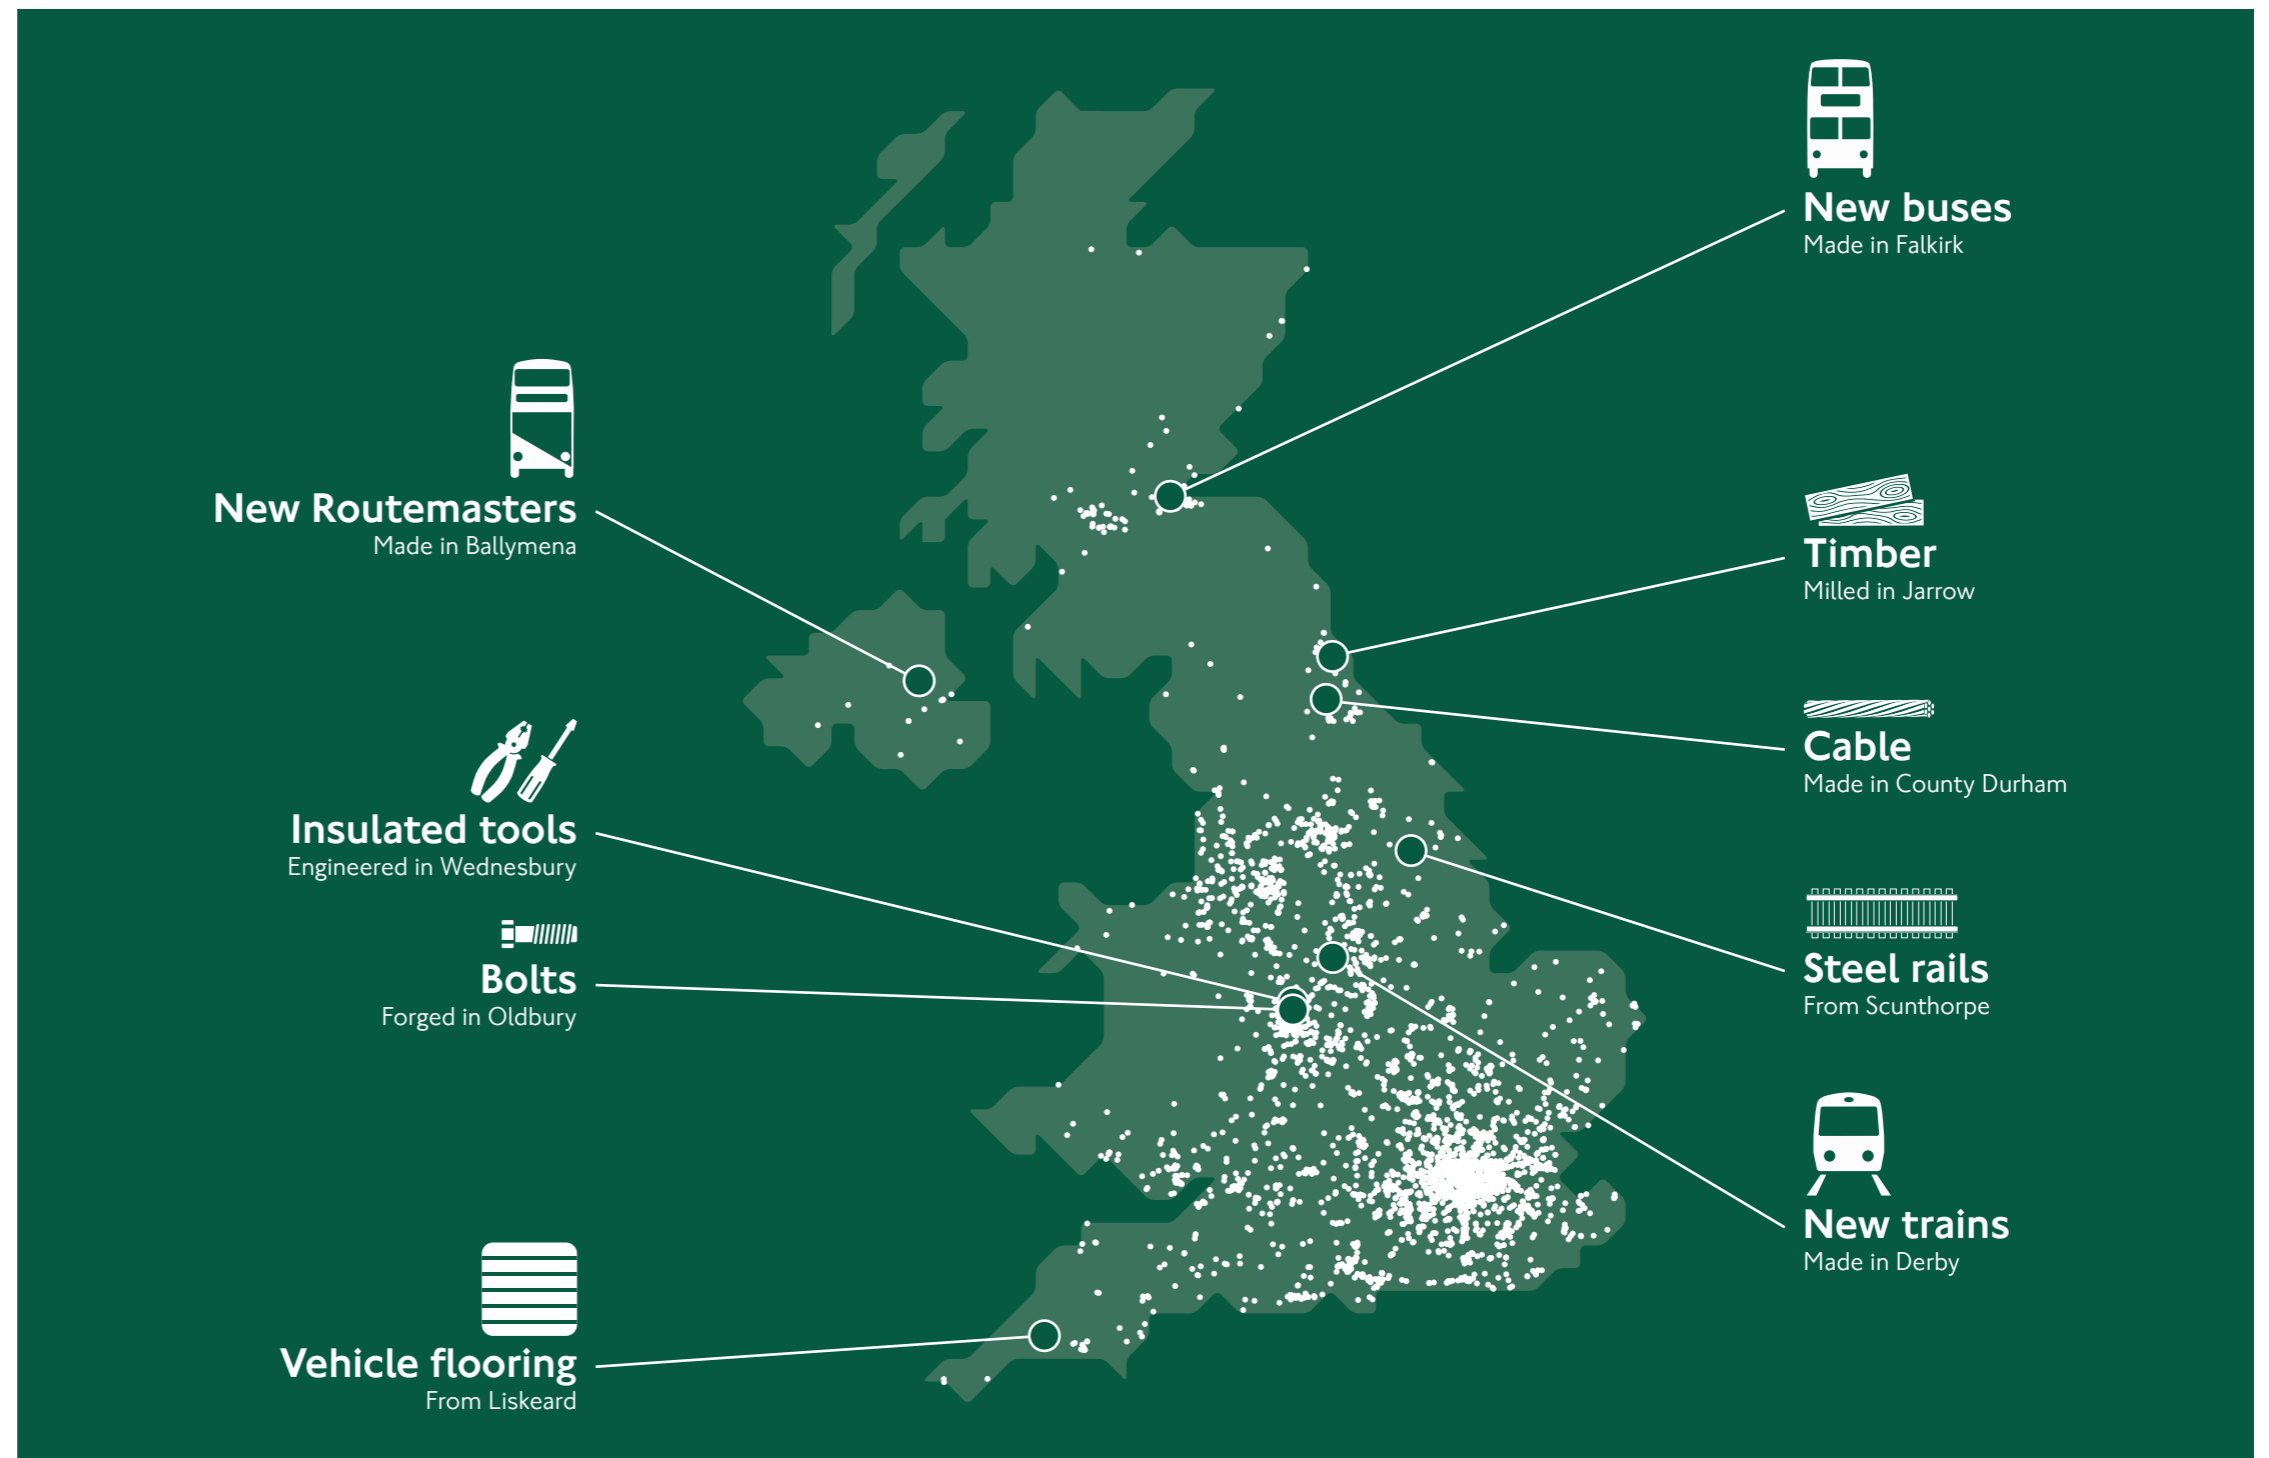 New buses
Made in Falkirk
New Routemasters
Made in Ballymena
Timber
Milled in Jarrow
Insulated tools
Engineered in Wednesbury
Cable
Made in County Durham
Bolts
Forged in Oldbury
Steel rails
From Scunthorpe
New trains
Made in Derby
Vehicle flooring
From Liskeard